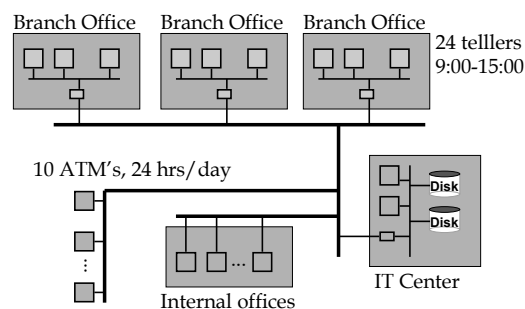 Branch Office Branch Office Branch Office
24 telllers
9:00-15:00
10 ATM's, 24 hrs/day
Disk
Disk
...
...
IT Center
Internal offices